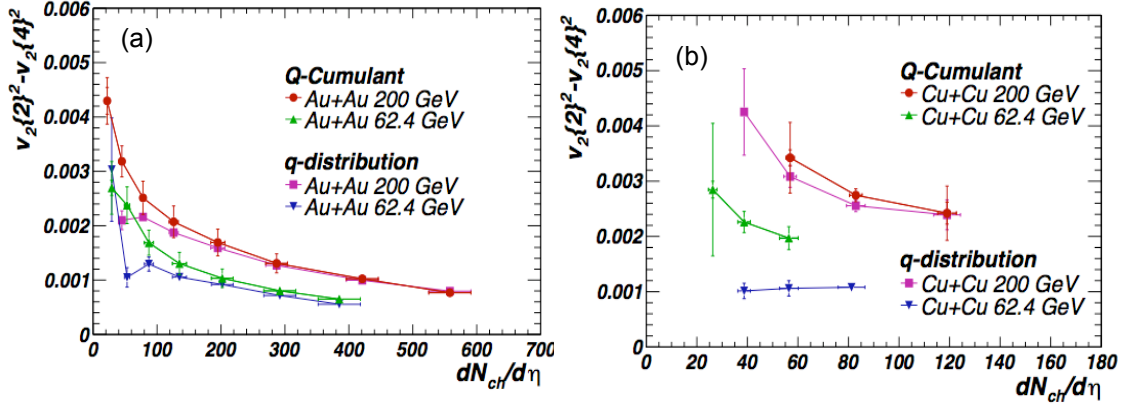 (a)
v₂{2}²-v₂{4}²
0.006
0.005
0.004
0.003
0.002
0.001
0
Q-Cumulant
Au+Au 200 GeV
Au+Au 62.4 GeV
q-distribution
Au+Au 200 GeV
Au+Au 62.4 GeV
0 100 200 300 400 500 600 700
dN_ch/dη
(b)
v₂{2}²-v₂{4}²
0.006
0.005
0.004
0.003
0.002
0.001
0.000
Q-Cumulant
Cu+Cu 200 GeV
Cu+Cu 62.4 GeV
q-distribution
Cu+Cu 200 GeV
Cu+Cu 62.4 GeV
0 20 40 60 80 100 120 140 160 180
dN_ch/dη